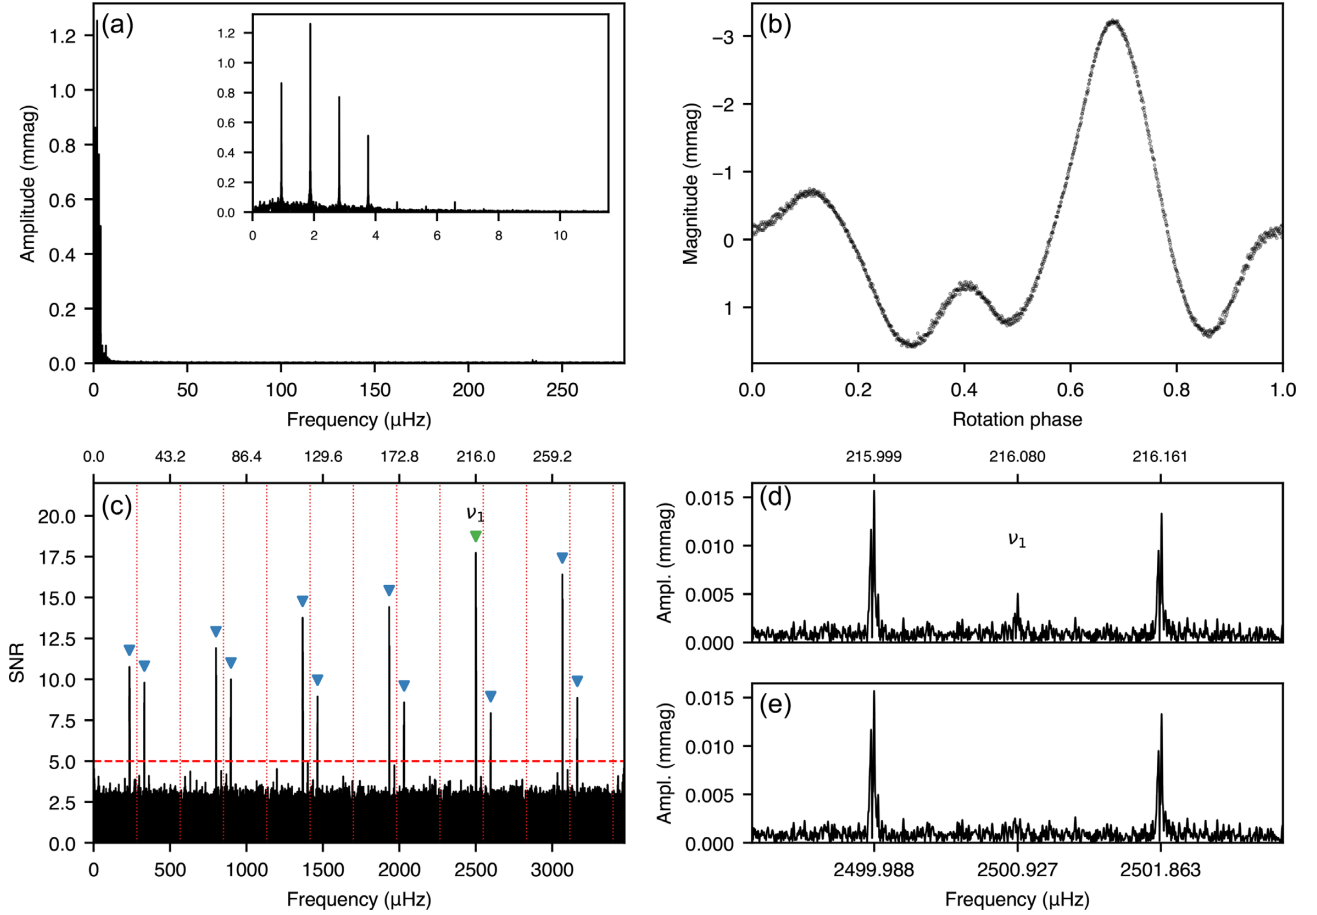 (a)
Amplitude (mmag)
1.2
1.0
0.8
0.6
0.4
0.2
0.0
0 50 100 150 200 250
Frequency (μHz)
1.2
1.0
0.8
0.6
0.4
0.2
0.0
0 2 4 6 8 10
(b)
Magnitude (mmag)
−3
−2
−1
0
1
0.0 0.2 0.4 0.6 0.8 1.0
Rotation phase
0.0 43.2 86.4 129.6 172.8 216.0 259.2
(c)
ν1
SNR
20.0
17.5
15.0
12.5
10.0
7.5
5.0
2.5
0.0
0 500 1000 1500 2000 2500 3000
Frequency (μHz)
215.999 216.080 216.161
(d)
ν1
Ampl. (mmag)
0.015
0.010
0.005
0.000
(e)
Ampl. (mmag)
0.015
0.010
0.005
0.000
2499.988 2500.927 2501.863
Frequency (μHz)